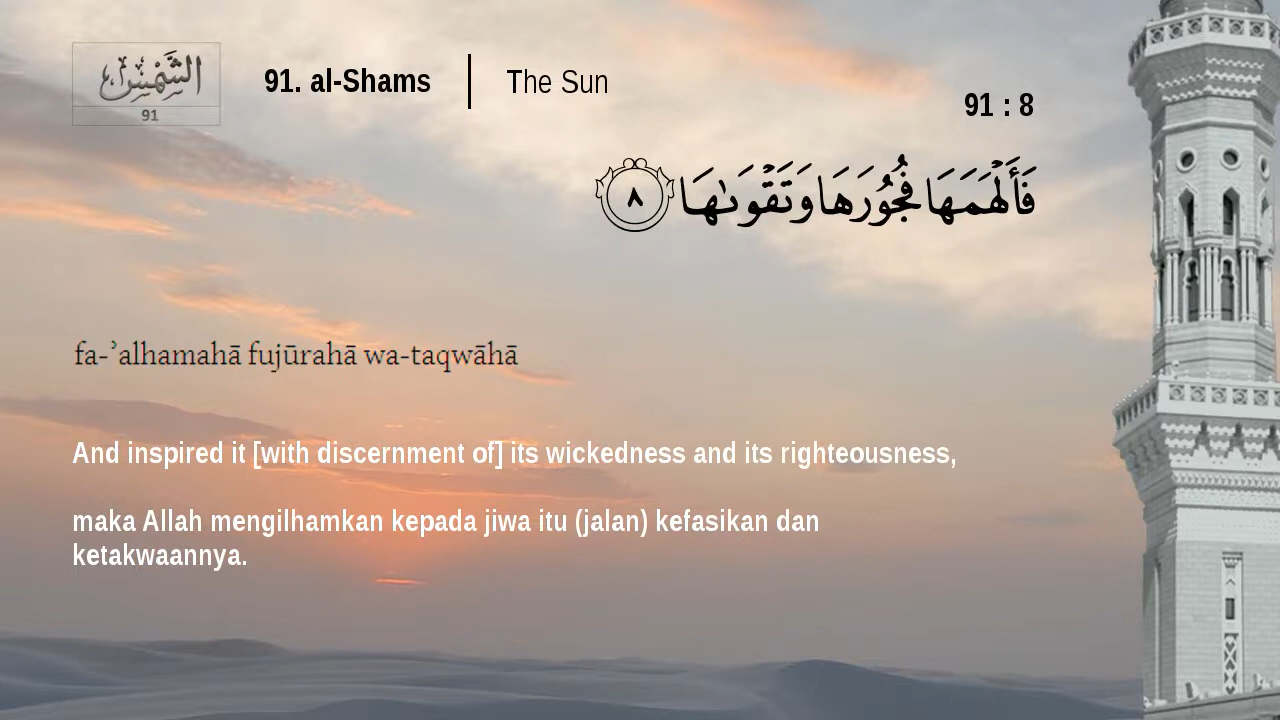 الشَّمْسِ
91
91. al-Shams
The Sun
91 : 8
فَأَلْهَمَهَا فُجُورَهَا وَتَقْوَىٰهَا ٨
fa-ʾalhamahā fujūrahā wa-taqwāhā
And inspired it [with discernment of] its wickedness and its righteousness,
maka Allah mengilhamkan kepada jiwa itu (jalan) kefasikan dan
ketakwaannya.